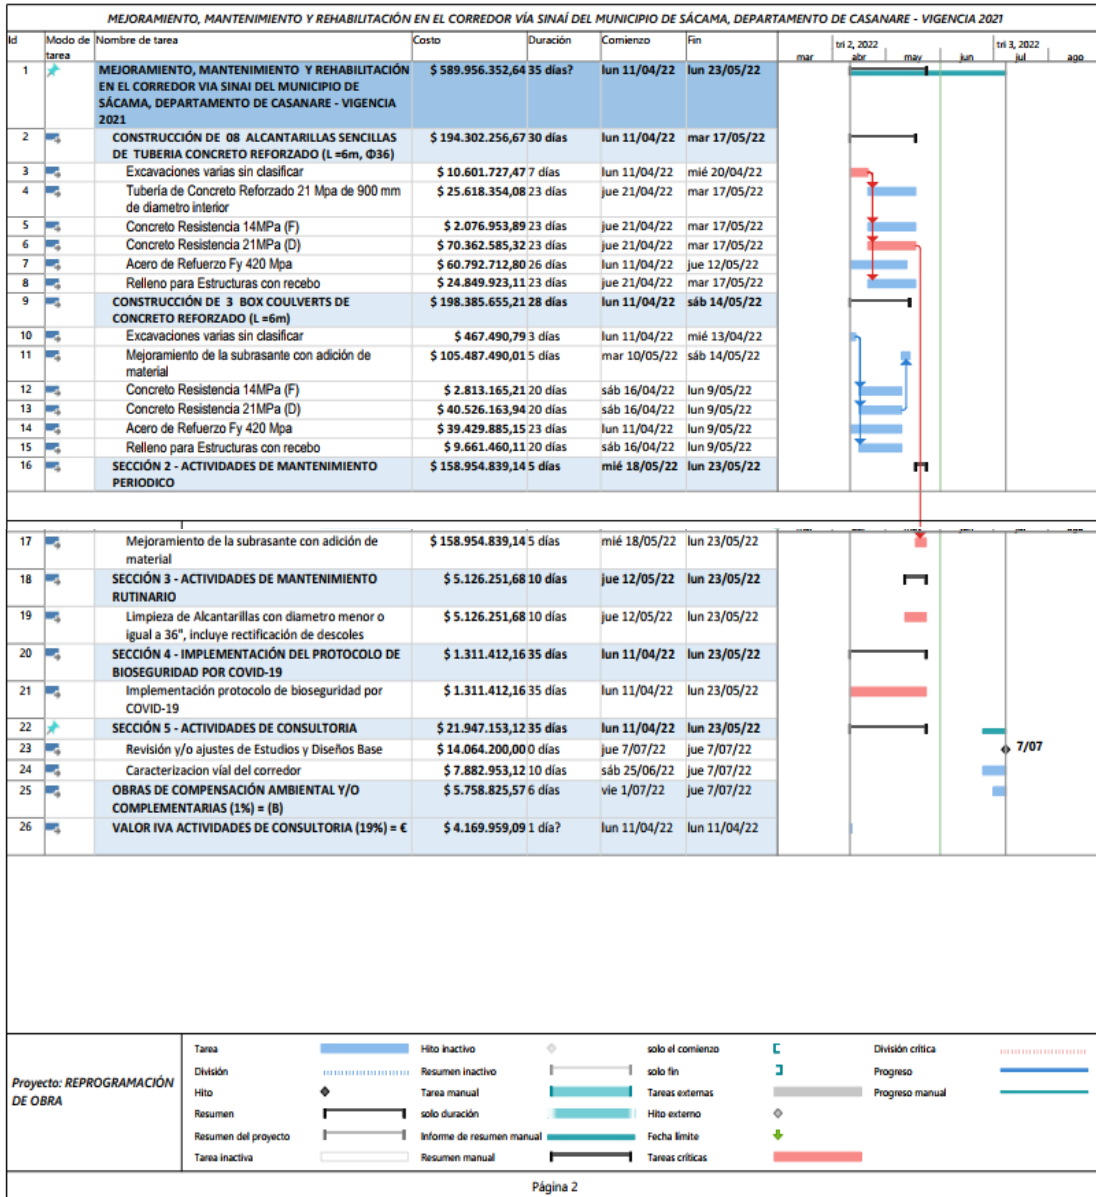 MEJORAMIENTO, MANTENIMIENTO Y REHABILITACIÓN EN EL CORREDOR VÍA SINAÍ DEL MUNICIPIO DE SÁCAMA, DEPARTAMENTO DE CASANARE - VIGENCIA 2021
Id Modo de tarea Nombre de tarea Costo Duración Comienzo Fin
tri 2, 2022 tri 3, 2022
mar abr may jun jul ago
1 MEJORAMIENTO, MANTENIMIENTO Y REHABILITACIÓN $ 589.956.352,64 35 días? lun 11/04/22 lun 23/05/22
EN EL CORREDOR VIA SINAI DEL MUNICIPIO DE
SÁCAMA, DEPARTAMENTO DE CASANARE - VIGENCIA
2021
2 CONSTRUCCIÓN DE 08 ALCANTARILLAS SENCILLAS $ 194.302.256,67 30 días lun 11/04/22 mar 17/05/22
DE TUBERIA CONCRETO REFORZADO (L =6m, Φ36)
3 Excavaciones varias sin clasificar $ 10.601.727,47 7 días lun 11/04/22 mié 20/04/22
4 Tubería de Concreto Reforzado 21 Mpa de 900 mm $ 25.618.354,08 23 días jue 21/04/22 mar 17/05/22
de diametro interior
5 Concreto Resistencia 14MPa (F) $ 2.076.953,89 23 días jue 21/04/22 mar 17/05/22
6 Concreto Resistencia 21MPa (D) $ 70.362.585,32 23 días jue 21/04/22 mar 17/05/22
7 Acero de Refuerzo Fy 420 Mpa $ 60.792.712,80 26 días lun 11/04/22 jue 12/05/22
8 Relleno para Estructuras con recebo $ 24.849.923,11 23 días jue 21/04/22 mar 17/05/22
9 CONSTRUCCIÓN DE 3 BOX COULVERTS DE $ 198.385.655,21 28 días lun 11/04/22 sáb 14/05/22
CONCRETO REFORZADO (L =6m)
10 Excavaciones varias sin clasificar $ 467.490,79 3 días lun 11/04/22 mié 13/04/22
11 Mejoramiento de la subrasante con adición de $ 105.487.490,01 5 días mar 10/05/22 sáb 14/05/22
material
12 Concreto Resistencia 14MPa (F) $ 2.813.165,21 20 días sáb 16/04/22 lun 9/05/22
13 Concreto Resistencia 21MPa (D) $ 40.526.163,94 20 días sáb 16/04/22 lun 9/05/22
14 Acero de Refuerzo Fy 420 Mpa $ 39.429.885,15 23 días lun 11/04/22 lun 9/05/22
15 Relleno para Estructuras con recebo $ 9.661.460,11 20 días sáb 16/04/22 lun 9/05/22
16 SECCIÓN 2 - ACTIVIDADES DE MANTENIMIENTO $ 158.954.839,14 5 días mié 18/05/22 lun 23/05/22
PERIODICO
17 Mejoramiento de la subrasante con adición de $ 158.954.839,14 5 días mié 18/05/22 lun 23/05/22
material
18 SECCIÓN 3 - ACTIVIDADES DE MANTENIMIENTO $ 5.126.251,68 10 días jue 12/05/22 lun 23/05/22
RUTINARIO
19 Limpieza de Alcantarillas con diametro menor o $ 5.126.251,68 10 días jue 12/05/22 lun 23/05/22
igual a 36", incluye rectificación de descoles
20 SECCIÓN 4 - IMPLEMENTACIÓN DEL PROTOCOLO DE $ 1.311.412,16 35 días lun 11/04/22 lun 23/05/22
BIOSEGURIDAD POR COVID-19
21 Implementación protocolo de bioseguridad por $ 1.311.412,16 35 días lun 11/04/22 lun 23/05/22
COVID-19
22 SECCIÓN 5 - ACTIVIDADES DE CONSULTORIA $ 21.947.153,12 35 días lun 11/04/22 lun 23/05/22
23 Revisión y/o ajustes de Estudios y Diseños Base $ 14.064.200,00 0 días jue 7/07/22 jue 7/07/22 7/07
24 Caracterizacion víal del corredor $ 7.882.953,12 10 días sáb 25/06/22 jue 7/07/22
25 OBRAS DE COMPENSACIÓN AMBIENTAL Y/O $ 5.758.825,57 6 días vie 1/07/22 jue 7/07/22
COMPLEMENTARIAS (1%) = (B)
26 VALOR IVA ACTIVIDADES DE CONSULTORIA (19%) = € $ 4.169.959,09 1 día? lun 11/04/22 lun 11/04/22
Proyecto: REPROGRAMACIÓN
DE OBRA
Tarea Hito inactivo solo el comienzo División crítica
División Resumen inactivo solo fin Progreso
Hito Tarea manual Tareas externas Progreso manual
Resumen solo duración Hito externo
Resumen del proyecto Informe de resumen manual Fecha límite
Tarea inactiva Resumen manual Tareas críticas
Página 2